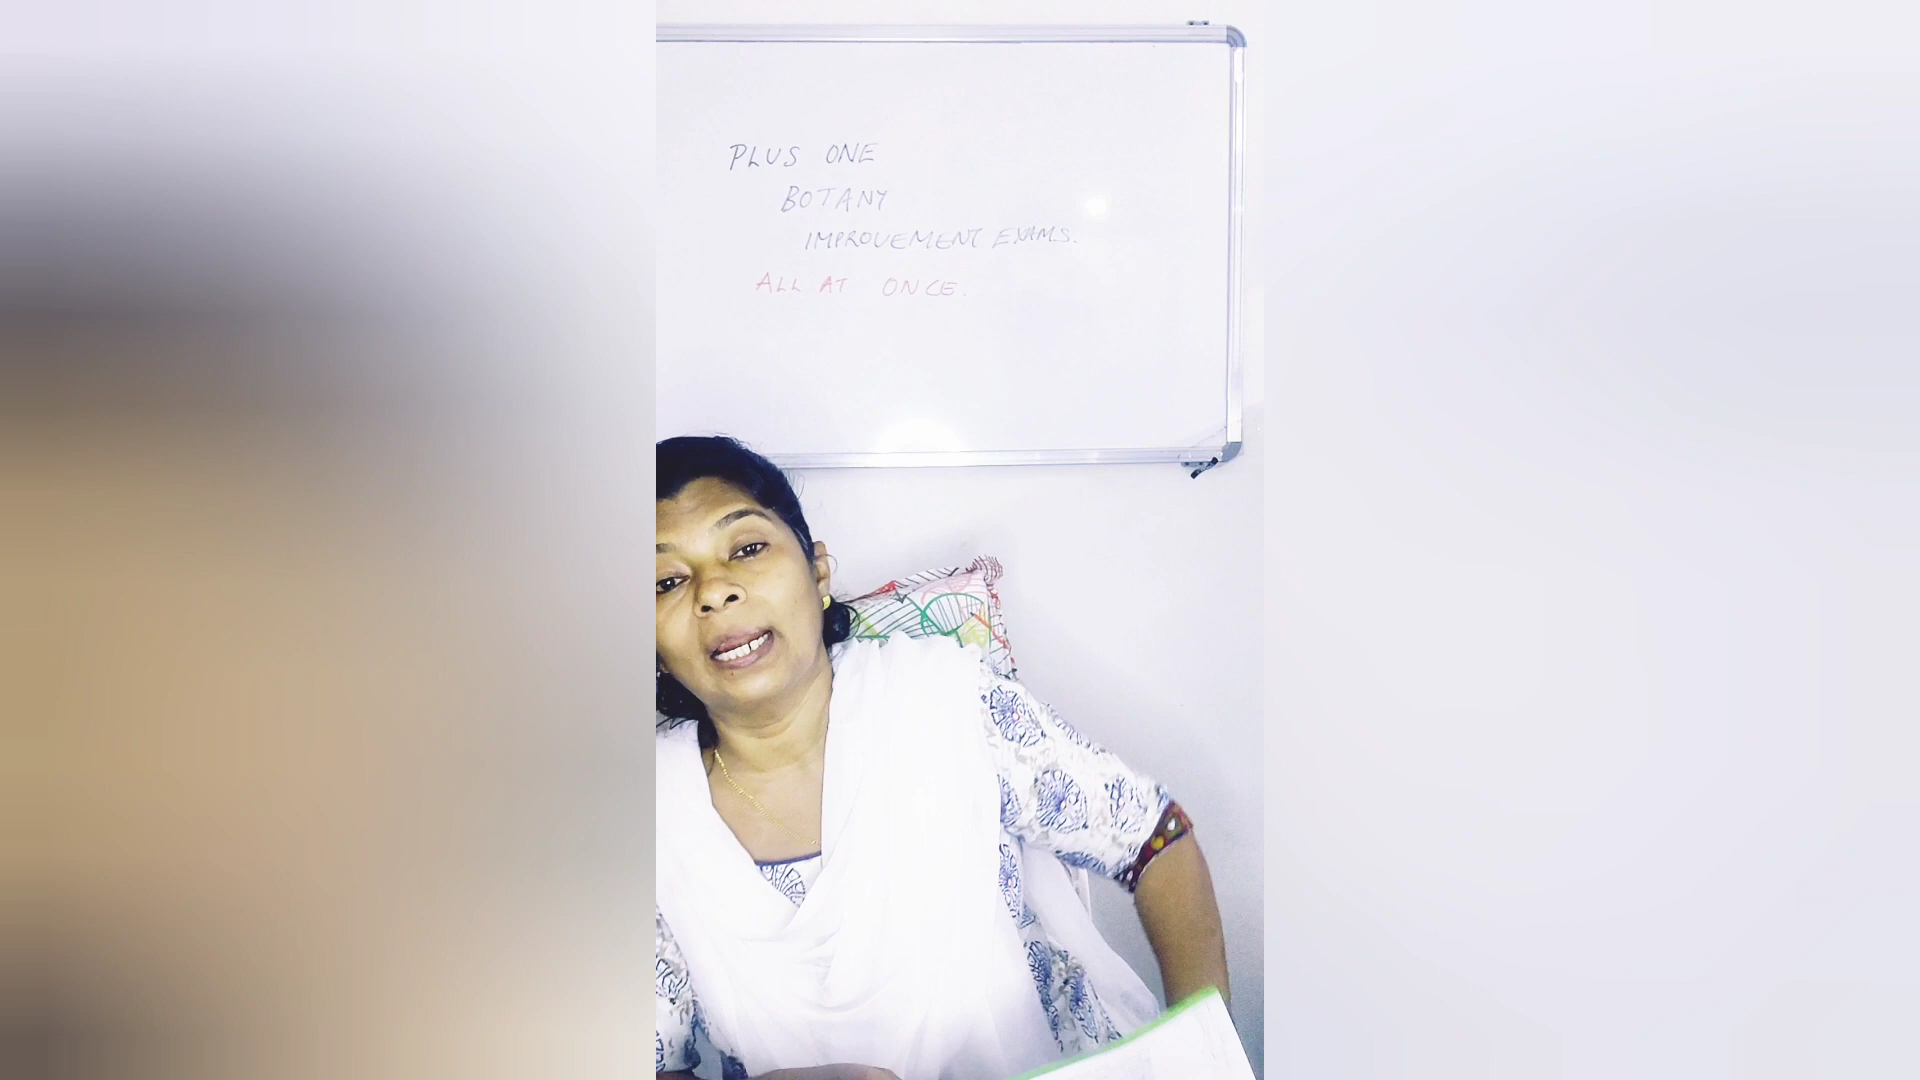 PLUS ONE
BOTANY
IMPROVEMENT EXAMS.
ALL AT ONCE.